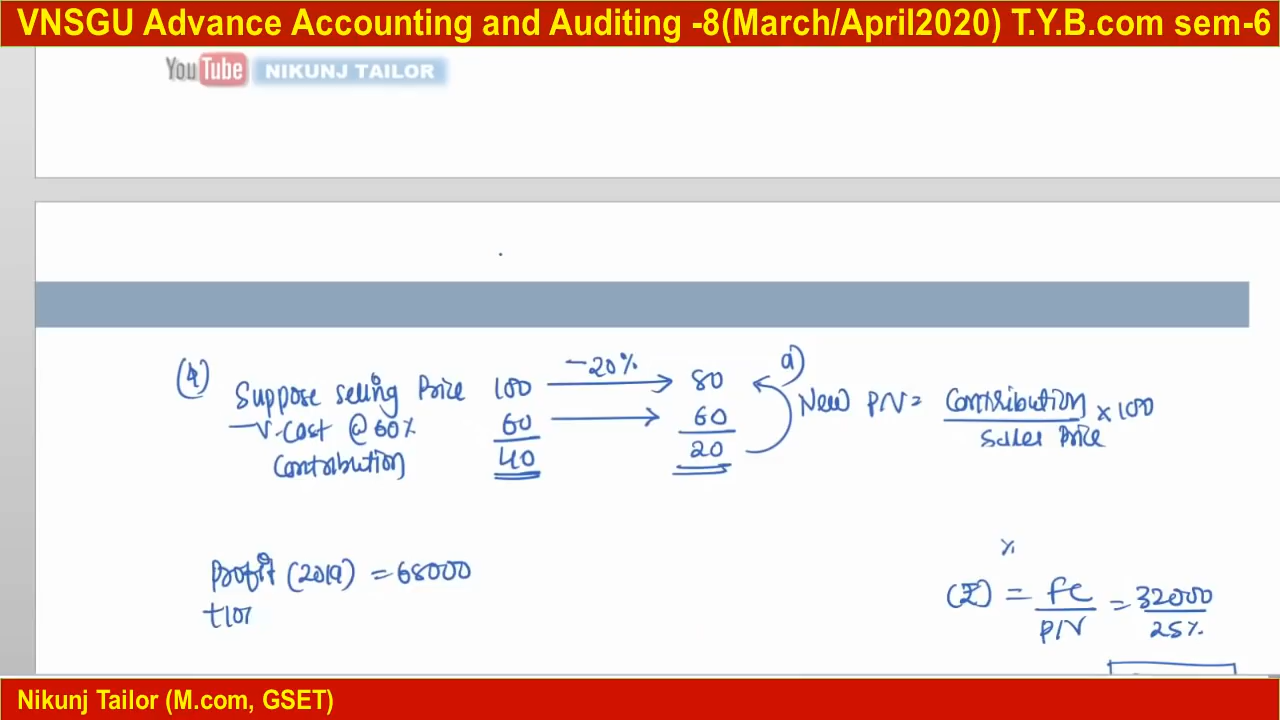 VNSGU Advance Accounting and Auditing -8(March/April2020) T.Y.B.com sem-6
YouTube NIKUNJ TAILOR
(4) Suppose selling Price 100 -20% 80
V. Cost @ 60% 60 60
Contribution 40 20
a) New P/V = Contribution / Sales Price × 100
Profit (2019) = 68000
+10%
%
(₹) = FC / P/V = 32000 / 25%
Nikunj Tailor (M.com, GSET)